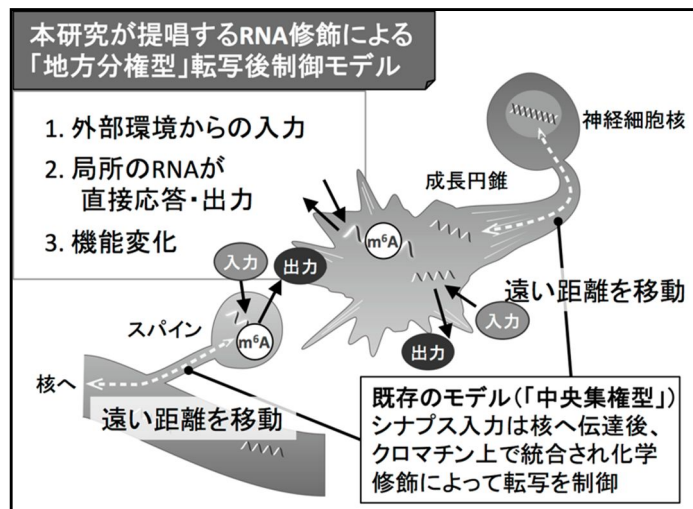 本研究が提唱するRNA修飾による
「地方分権型」転写後制御モデル
1. 外部環境からの入力
2. 局所のRNAが
直接応答・出力
3. 機能変化
神経細胞核
成長円錐
m⁶A
入力
出力
スパイン
m⁶A
遠い距離を移動
入力
出力
核へ
遠い距離を移動
既存のモデル(「中央集権型」)
シナプス入力は核へ伝達後、
クロマチン上で統合され化学
修飾によって転写を制御